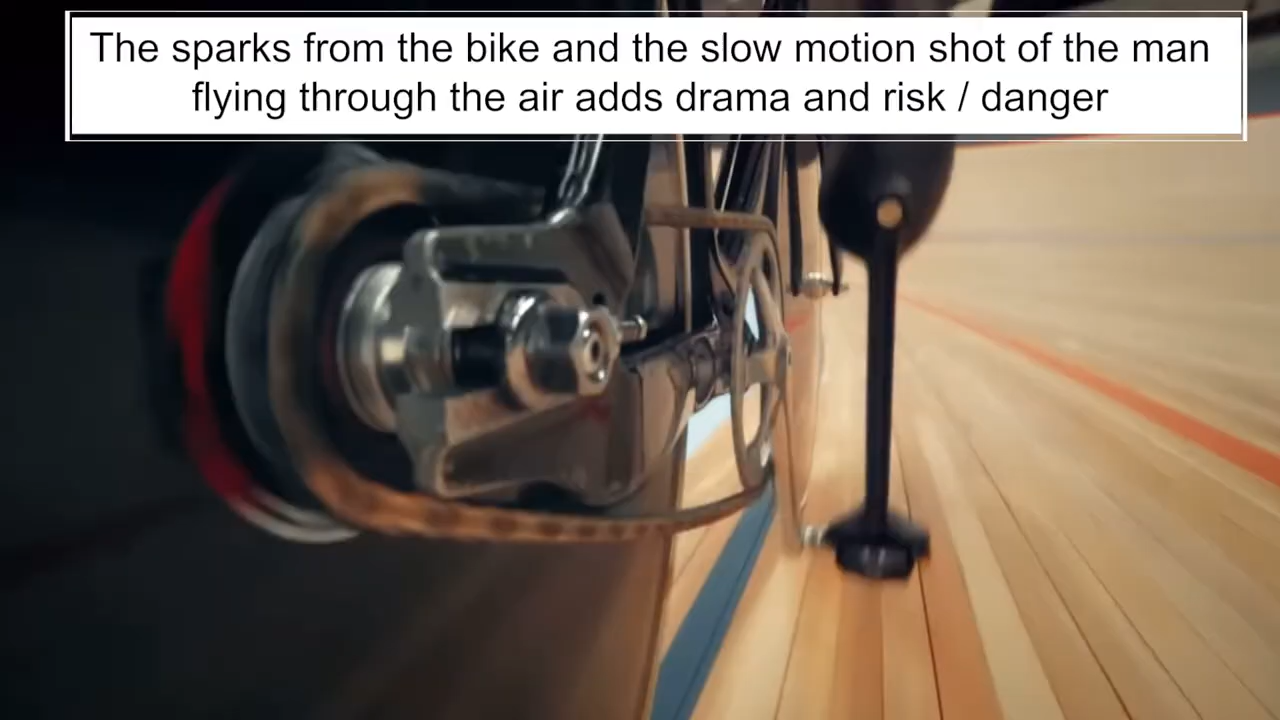 The sparks from the bike and the slow motion shot of the man
flying through the air adds drama and risk / danger